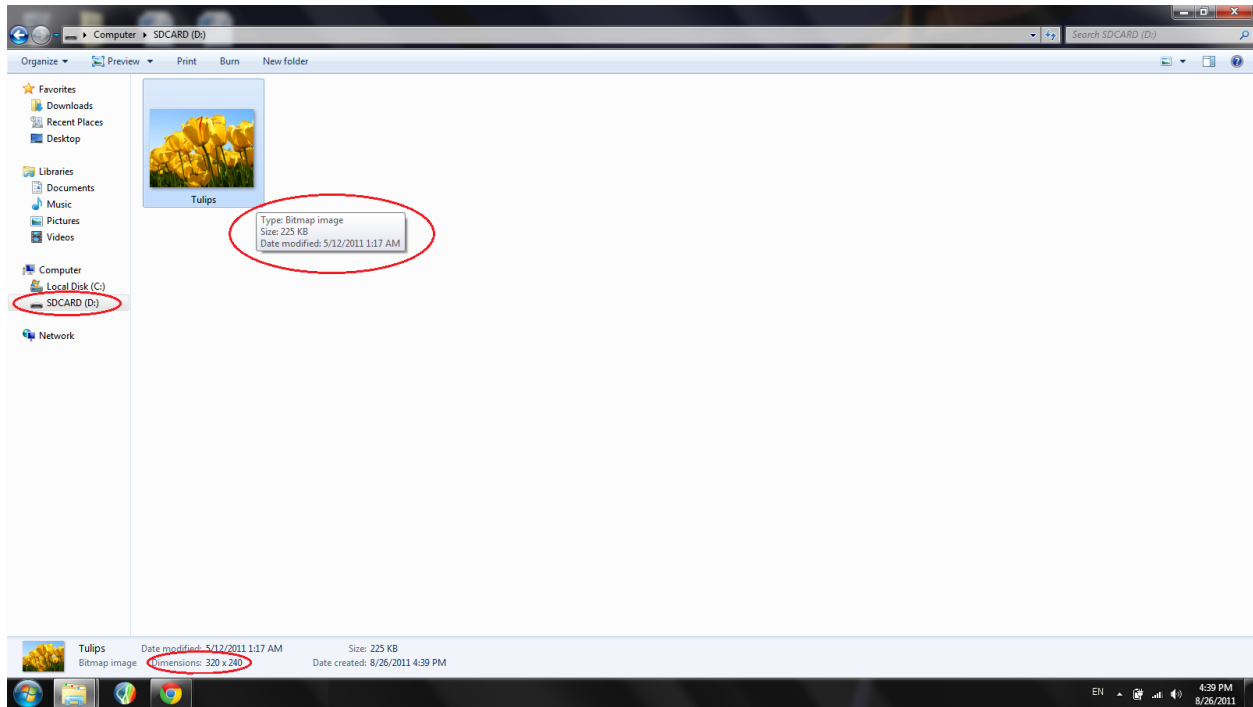 Computer ▸ SDCARD (D:)
Search SDCARD (D:)
Organize
Preview
Print
Burn
New folder
Favorites
Downloads
Recent Places
Desktop
Libraries
Documents
Music
Pictures
Videos
Computer
Local Disk (C:)
SDCARD (D:)
Network
Tulips
Type: Bitmap image
Size: 225 KB
Date modified: 5/12/2011 1:17 AM
Tulips
Date modified: 5/12/2011 1:17 AM
Size: 225 KB
Bitmap image
Dimensions: 320 x 240
Date created: 8/26/2011 4:39 PM
EN
4:39 PM
8/26/2011